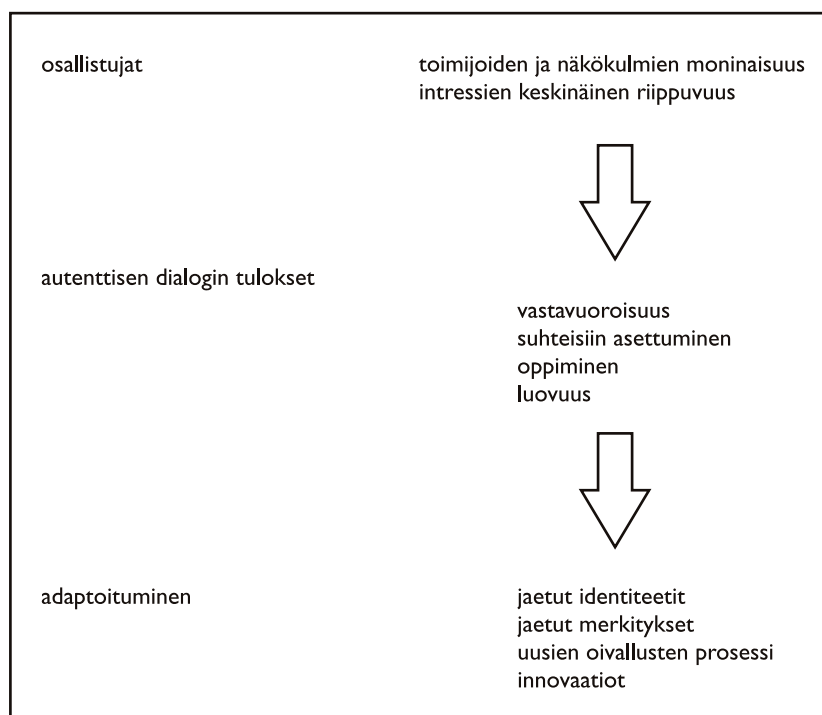 osallistujat
toimijoiden ja näkökulmien moninaisuus
intressien keskinäinen riippuvuus
autenttisen dialogin tulokset
vastavuoroisuus
suhteisiin asettuminen
oppiminen
luovuus
adaptoituminen
jaetut identiteetit
jaetut merkitykset
uusien oivallusten prosessi
innovaatiot